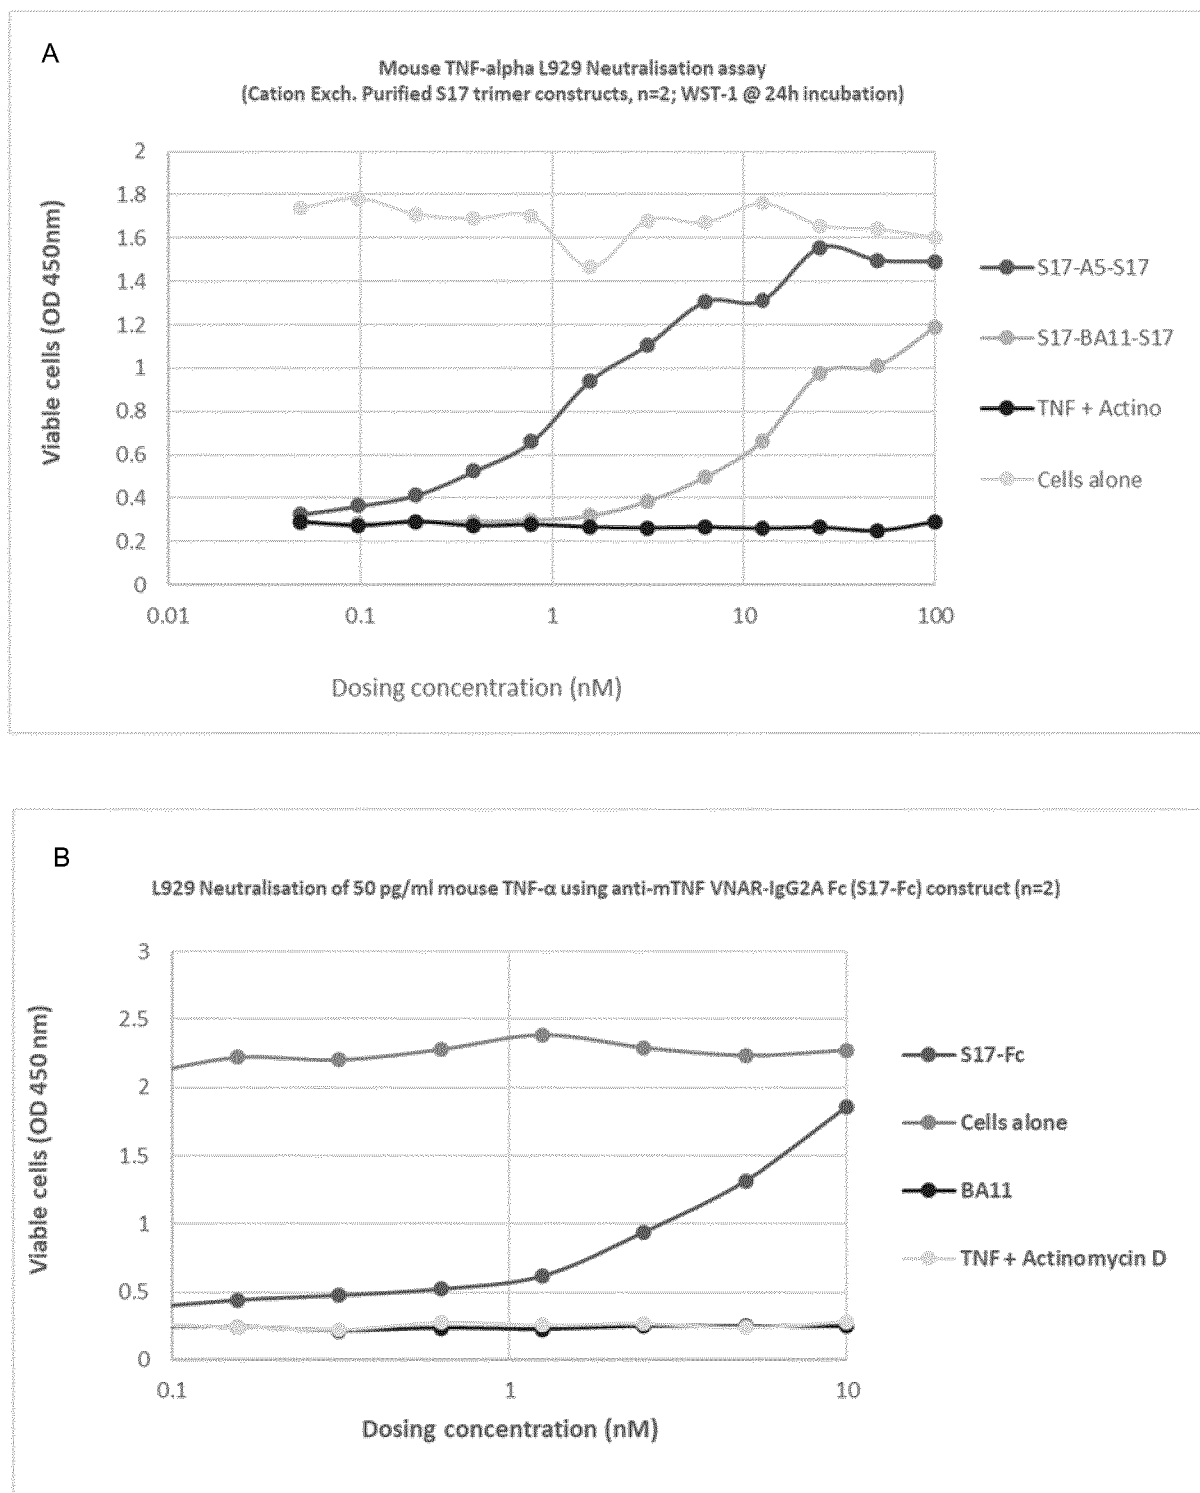 A
Mouse TNF-alpha L929 Neutralisation assay
(Cation Exch. Purified S17 trimer constructs, n=2; WST-1 @ 24h incubation)
Viable cells (OD 450nm)
2
1.8
1.6
1.4
1.2
1
0.8
0.6
0.4
0.2
0
0.01
0.1
1
10
100
Dosing concentration (nM)
S17-A5-S17
S17-BA11-S17
TNF + Actino
Cells alone
B
L929 Neutralisation of 50 pg/ml mouse TNF-α using anti-mTNF VNAR-IgG2A Fc (S17-Fc) construct (n=2)
Viable cells (OD 450 nm)
3
2.5
2
1.5
1
0.5
0
0.1
1
10
Dosing concentration (nM)
S17-Fc
Cells alone
BA11
TNF + Actinomycin D